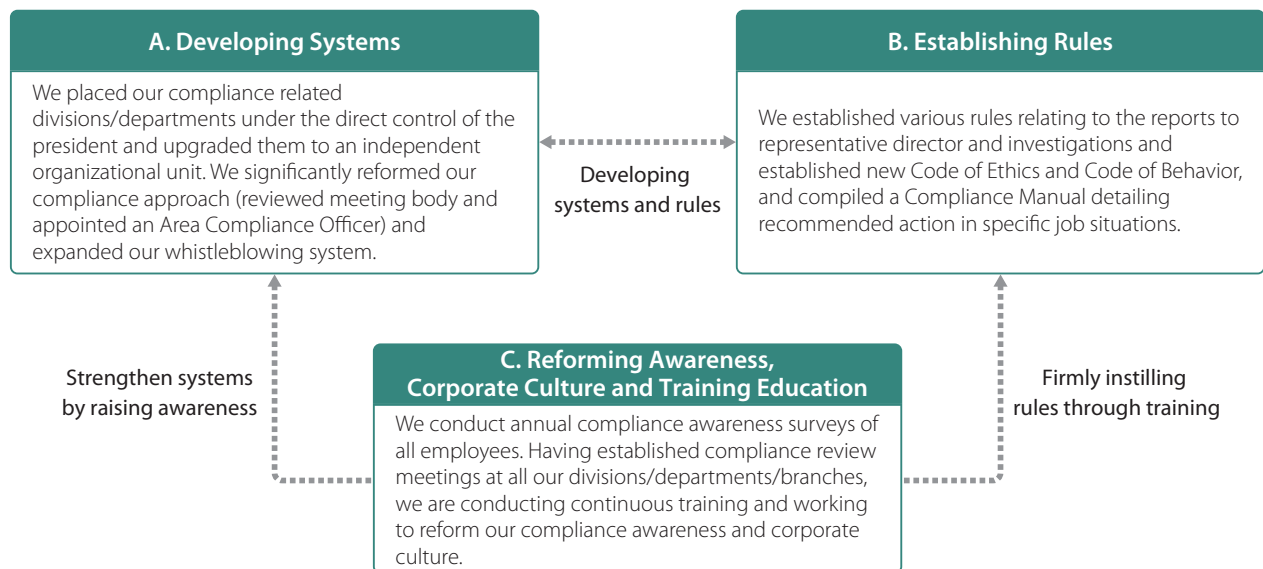 A. Developing Systems
We placed our compliance related
divisions/departments under the direct control of the
president and upgraded them to an independent
organizational unit. We significantly reformed our
compliance approach (reviewed meeting body and
appointed an Area Compliance Officer) and
expanded our whistleblowing system.
Developing
systems and rules
B. Establishing Rules
We established various rules relating to the reports to
representative director and investigations and
established new Code of Ethics and Code of Behavior,
and compiled a Compliance Manual detailing
recommended action in specific job situations.
Strengthen systems
by raising awareness
C. Reforming Awareness,
Corporate Culture and Training Education
We conduct annual compliance awareness surveys of
all employees. Having established compliance review
meetings at all our divisions/departments/branches,
we are conducting continuous training and working
to reform our compliance awareness and corporate
culture.
Firmly instilling
rules through training